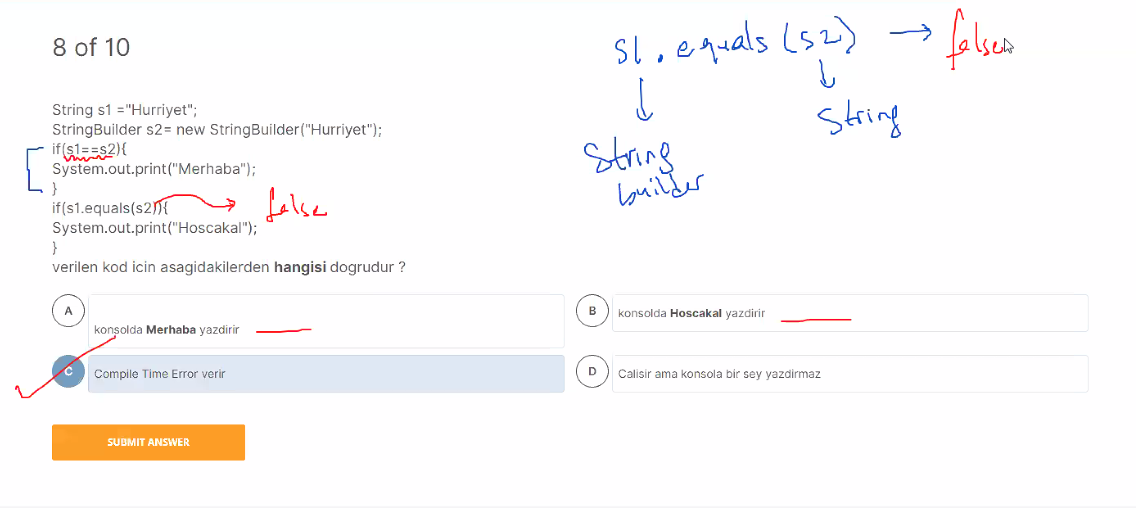 8 of 10
s1 . equals (s2) → false
String
String
builder
String s1 ="Hurriyet";
StringBuilder s2= new StringBuilder("Hurriyet");
if(s1==s2){
System.out.print("Merhaba");
}
if(s1.equals(s2)){
false
System.out.print("Hoscakal");
}
verilen kod icin asagidakilerden hangisi dogrudur ?
A
konsolda Merhaba yazdirir
B
konsolda Hoscakal yazdirir
C
Compile Time Error verir
D
Calisir ama konsola bir sey yazdirmaz
SUBMIT ANSWER